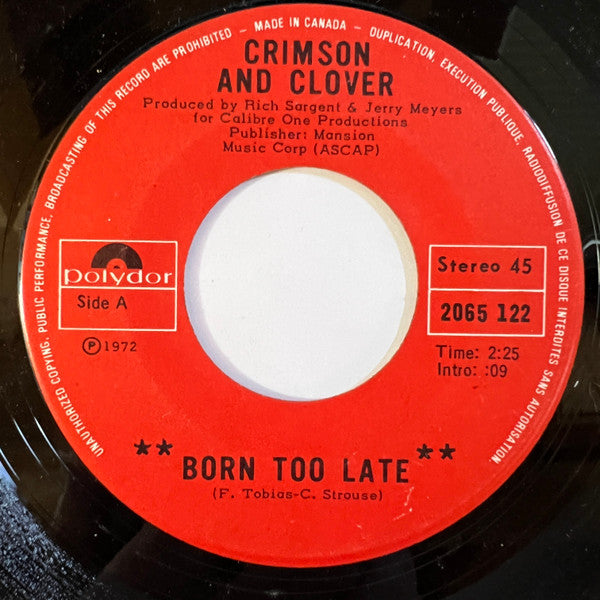 UNAUTHORIZED COPYING, PUBLIC PERFORMANCE, BROADCASTING OF THIS RECORD ARE PROHIBITED – MADE IN CANADA – DUPLICATION, EXECUTION PUBLIQUE, RADIODIFFUSION DE CE DISQUE INTERDITES SANS AUTORISATION
CRIMSON
AND CLOVER
Produced by Rich Sargent & Jerry Meyers
for Calibre One Productions
Publisher: Mansion
Music Corp (ASCAP)
polydor
Side A
Ⓟ 1972
Stereo 45
2065 122
Time: 2:25
Intro: :09
** BORN TOO LATE **
(F. Tobias-C. Strouse)